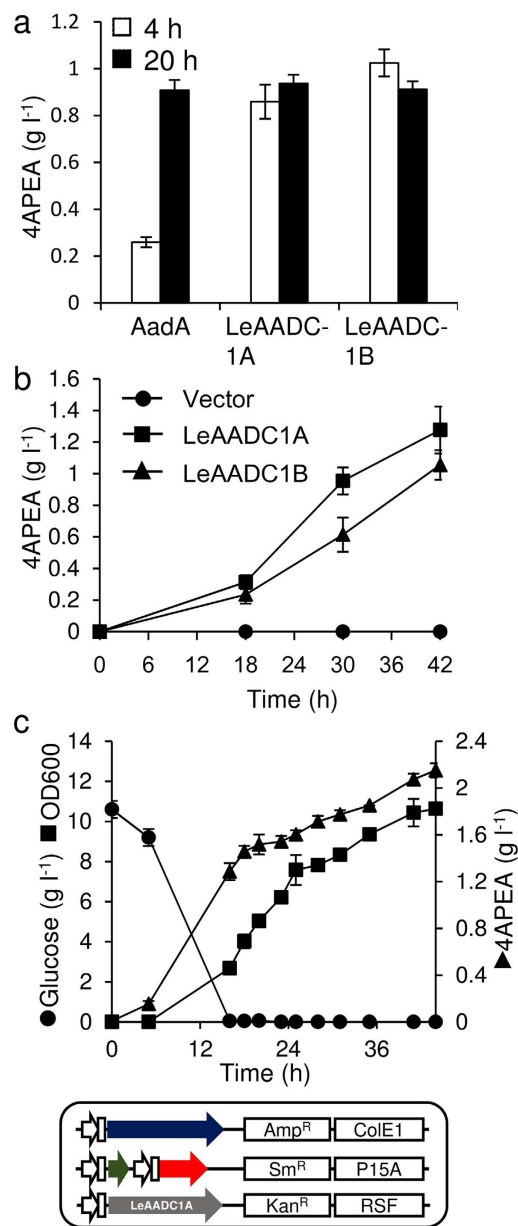 a
4 h
20 h
4APEA (g l⁻¹)
1.2
1
0.8
0.6
0.4
0.2
0
AadA
LeAADC-1A
LeAADC-1B
b
Vector
LeAADC1A
LeAADC1B
4APEA (g l⁻¹)
1.6
1.4
1.2
1
0.8
0.6
0.4
0.2
0
0 6 12 18 24 30 36 42
Time (h)
c
Glucose (g l⁻¹) OD600
14
12
10
8
6
4
2
0
2.4
2
1.6
1.2
0.8
0.4
0
4APEA (g l⁻¹)
0 12 24 36
Time (h)
Amp^R ColE1
Sm^R P15A
LeAADC1A Kan^R RSF